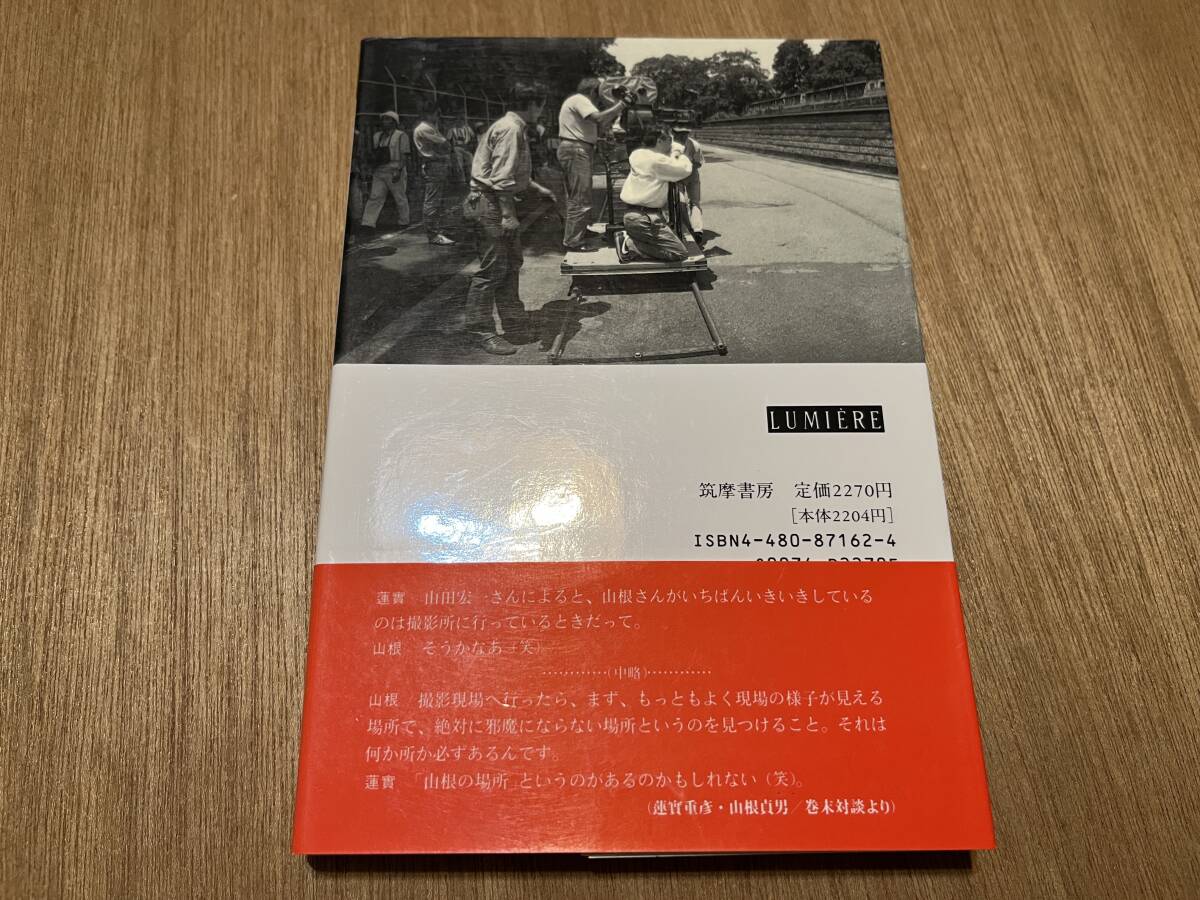 LUMIÈRE
筑摩書房 定価2270円
[本体2204円]
ISBN4-480-87162-4
蓮實 山田宏一さんによると、山根さんがいちばんいきいきしている
のは撮影所に行っているときだって。
山根 そうかなあ(笑)
…………(中略)…………
山根 撮影現場へ行ったら、まず、もっともよく現場の様子が見える
場所で、絶対に邪魔にならない場所というのを見つけること。それは
何か所か必ずあるんです。
蓮實 「山根の場所」というのがあるのかもしれない(笑)。
(蓮實重彦・山根貞男/巻末対談より)